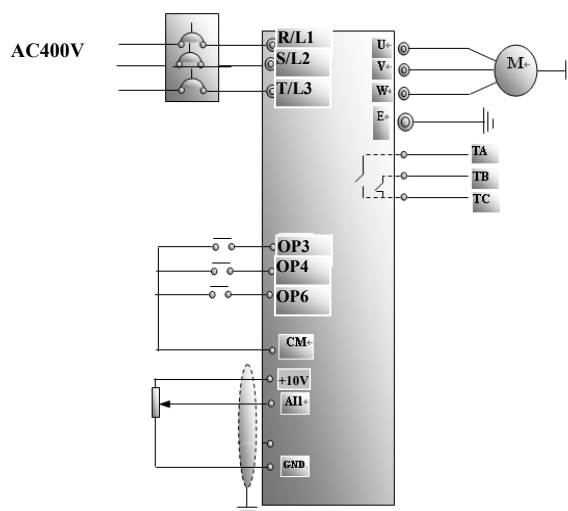 AC400V
R/L1
S/L2
T/L3
U
V
W
E
M
TA
TB
TC
OP3
OP4
OP6
CM
+10V
AI1
GND